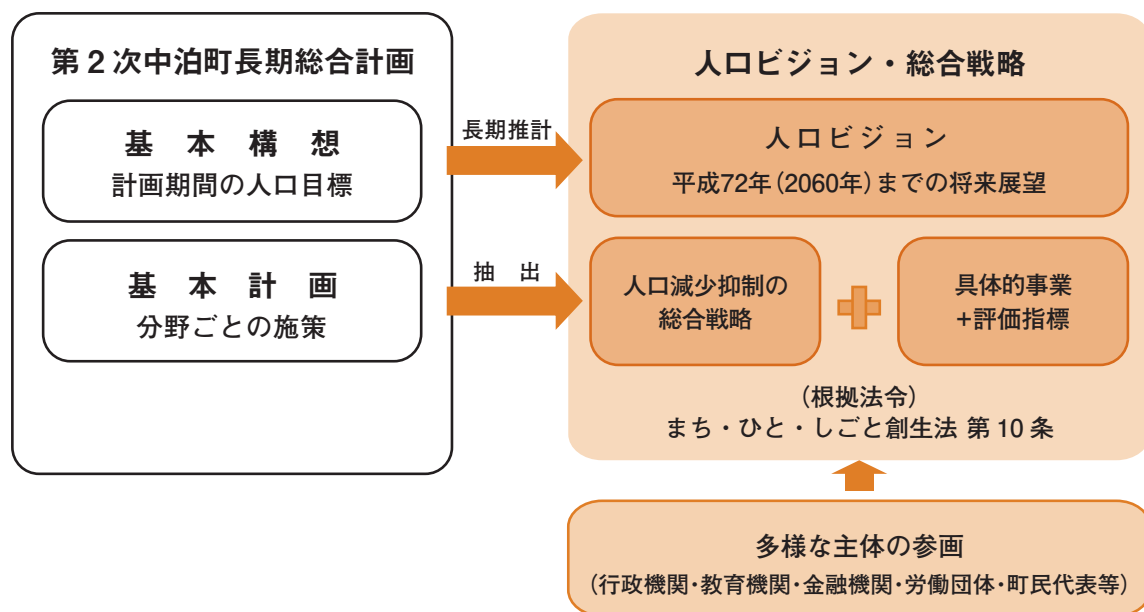 第2次中泊町長期総合計画
基本構想
計画期間の人口目標
基本計画
分野ごとの施策
長期推計
抽出
人口ビジョン・総合戦略
人口ビジョン
平成72年(2060年)までの将来展望
人口減少抑制の
総合戦略
具体的事業
+評価指標
(根拠法令)
まち・ひと・しごと創生法 第10条
多様な主体の参画
(行政機関・教育機関・金融機関・労働団体・町民代表等)